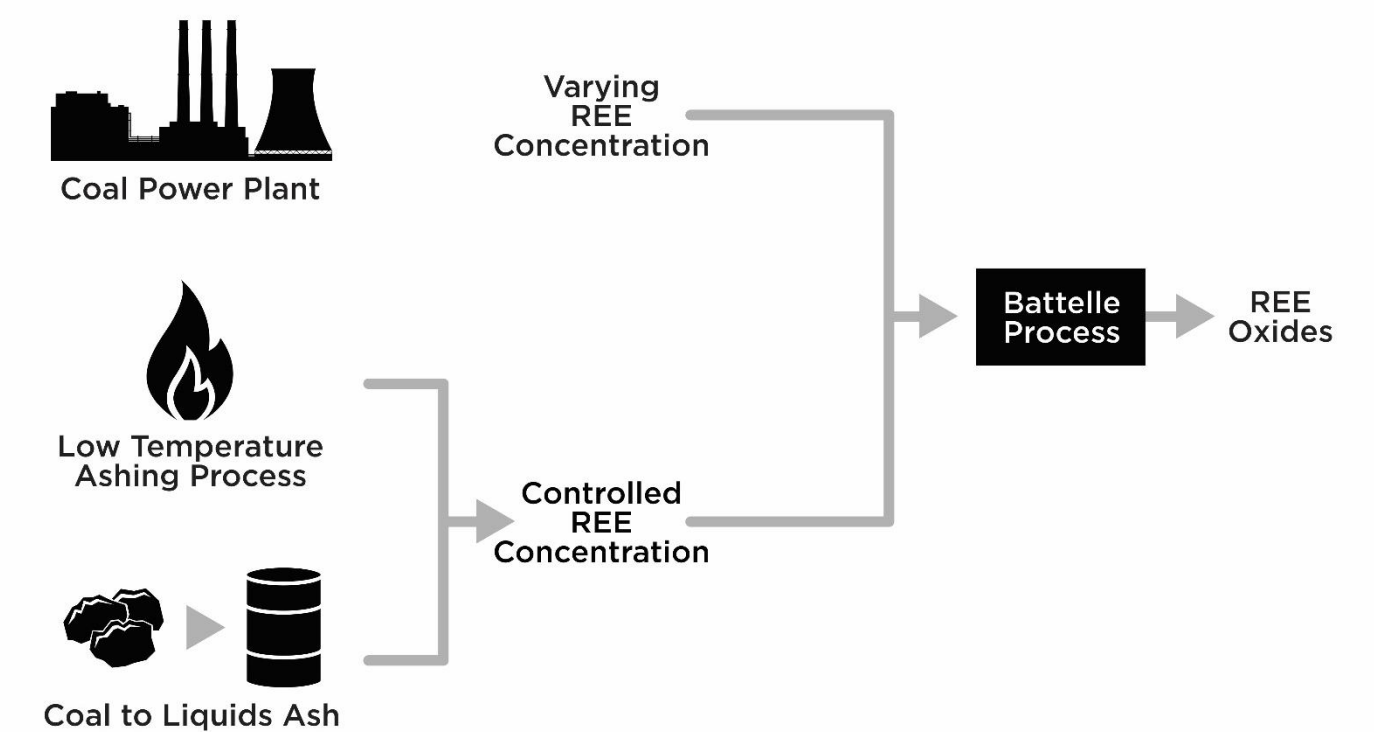 Coal Power Plant
Varying
REE
Concentration
Low Temperature
Ashing Process
Coal to Liquids Ash
Controlled
REE
Concentration
Battelle
Process
REE
Oxides